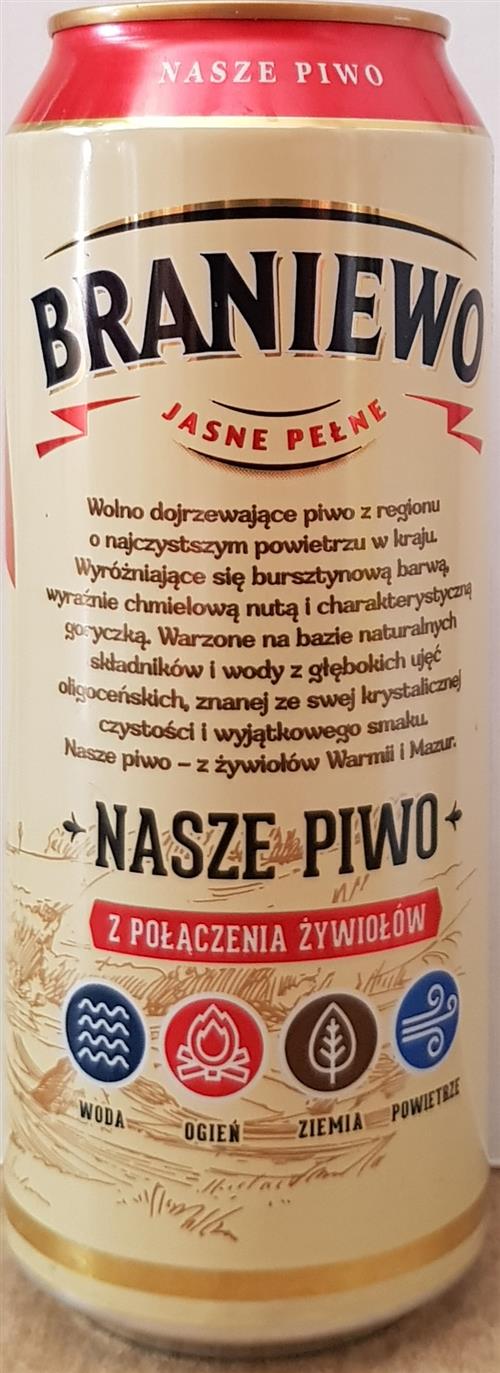 NASZE PIWO
BRANIEWO
JASNE PEŁNE
Wolno dojrzewające piwo z regionu
o najczystszym powietrzu w kraju.
Wyróżniające się bursztynową barwą,
wyraźnie chmielową nutą i charakterystyczną
goryczką. Warzone na bazie naturalnych
składników i wody z głębokich ujęć
oligoceńskich, znanej ze swej krystalicznej
czystości i wyjątkowego smaku.
Nasze piwo – z żywiołów Warmii i Mazur.
NASZE PIWO
Z POŁĄCZENIA ŻYWIOŁÓW
WODA OGIEŃ ZIEMIA POWIETRZE